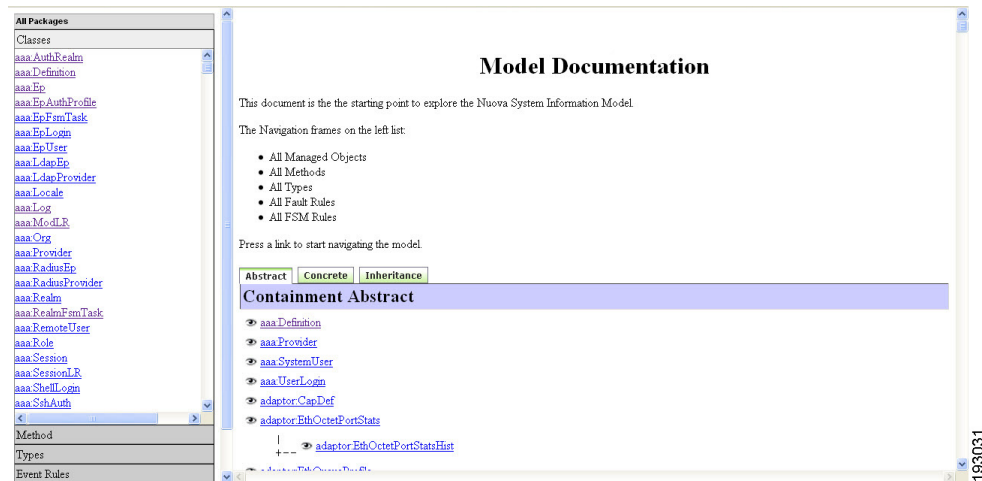 All Packages
Classes
aaa:AuthRealm
aaa:Definition
aaa:Ep
aaa:EpAuthProfile
aaa:EpFsmTask
aaa:EpLogin
aaa:EpUser
aaa:LdapEp
aaa:LdapProvider
aaa:Locale
aaa:Log
aaa:ModLR
aaa:Org
aaa:Provider
aaa:RadiusEp
aaa:RadiusProvider
aaa:Realm
aaa:RealmFsmTask
aaa:RemoteUser
aaa:Role
aaa:Session
aaa:SessionLR
aaa:ShellLogin
aaa:SshAuth
Method
Types
Event Rules
Model Documentation
This document is the the starting point to explore the Nuova System Information Model.
The Navigation frames on the left list:
All Managed Objects
All Methods
All Types
All Fault Rules
All FSM Rules
Press a link to start navigating the model.
Abstract Concrete Inheritance
Containment Abstract
aaa:Definition
aaa:Provider
aaa:SystemUser
aaa:UserLogin
adaptor:CapDef
adaptor:EthOctetPortStats
adaptor:EthOctetPortStatsHist
193031